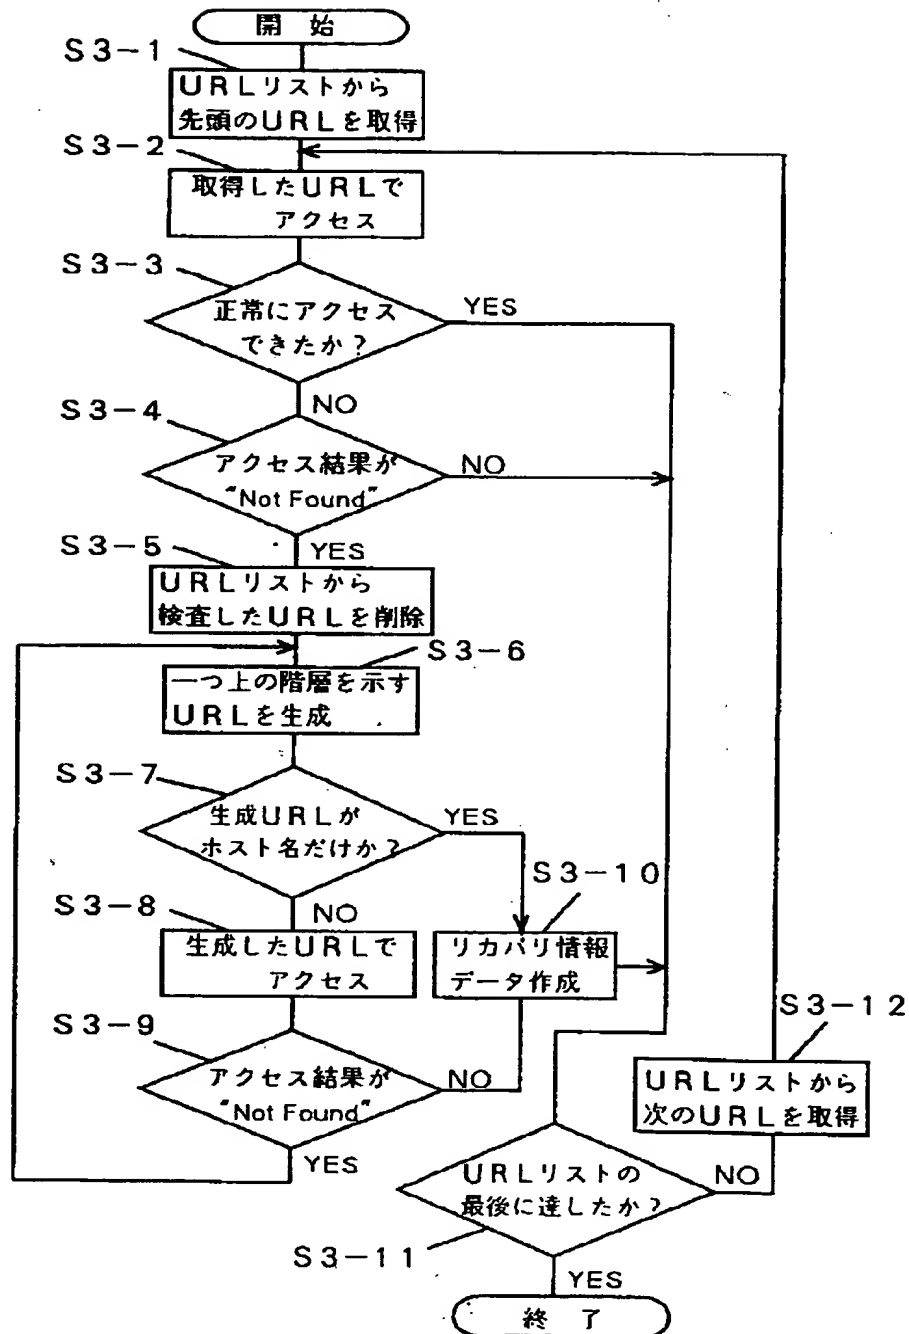 開 始
S3-1
URLリストから
先頭のURLを取得
S3-2
取得したURLで
アクセス
S3-3
正常にアクセス
できたか?
YES
NO
S3-4
アクセス結果が
"Not Found"
NO
YES
S3-5
URLリストから
検査したURLを削除
S3-6
一つ上の階層を示す
URLを生成
S3-7
生成URLが
ホスト名だけか?
YES
NO
S3-8
生成したURLで
アクセス
S3-9
アクセス結果が
"Not Found"
NO
YES
S3-10
リカバリ情報
データ作成
S3-12
URLリストから
次のURLを取得
URLリストの
最後に達したか?
NO
S3-11
YES
終 了